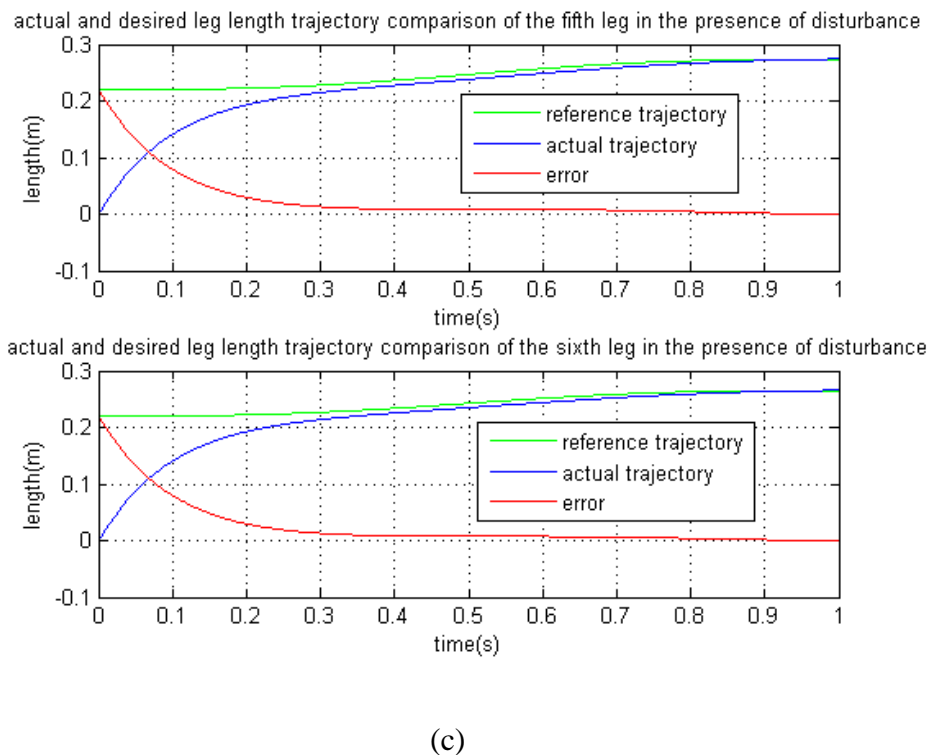 actual and desired leg length trajectory comparison of the fifth leg in the presence of disturbance
0.3
0.2
0.1
0
-0.1
length(m)
reference trajectory
actual trajectory
error
0 0.1 0.2 0.3 0.4 0.5 0.6 0.7 0.8 0.9 1
time(s)
actual and desired leg length trajectory comparison of the sixth leg in the presence of disturbance
0.3
0.2
0.1
0
-0.1
length(m)
reference trajectory
actual trajectory
error
0 0.1 0.2 0.3 0.4 0.5 0.6 0.7 0.8 0.9 1
time(s)
(c)